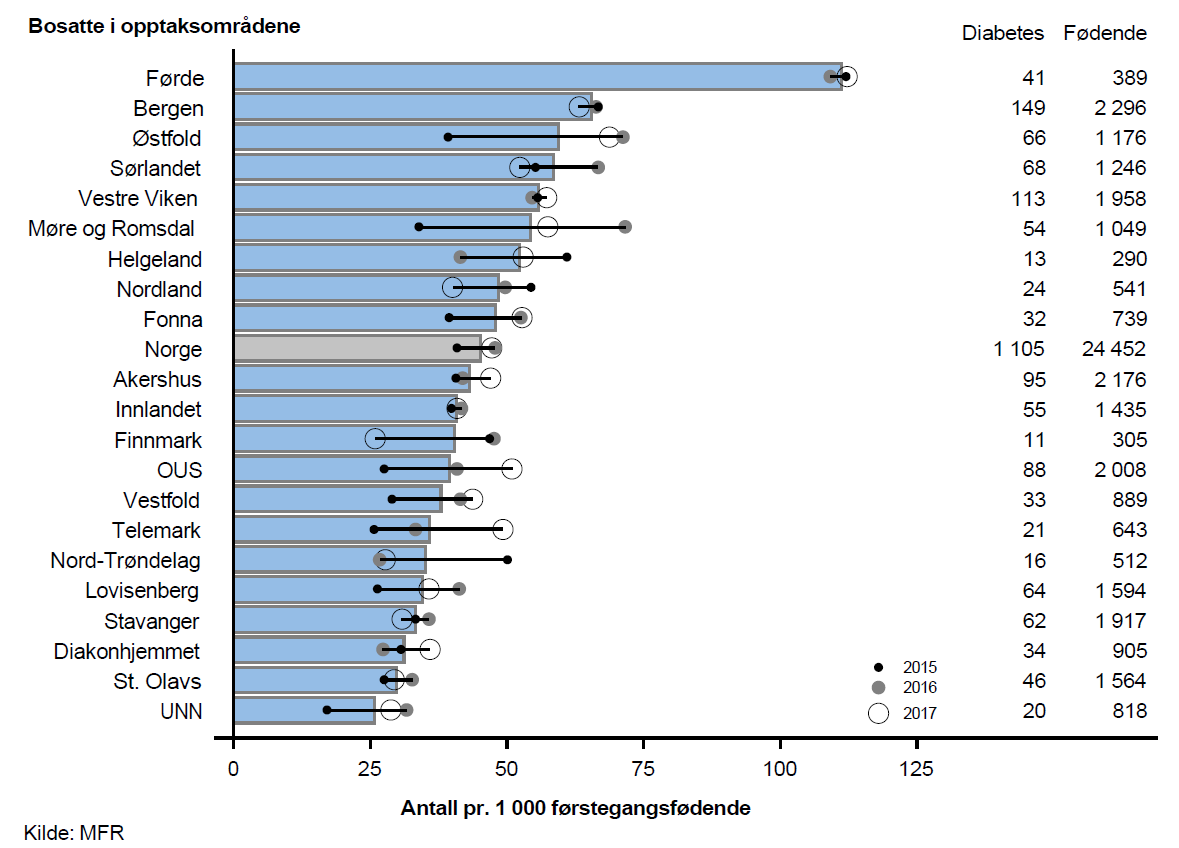 Bosatte i opptaksområdene
Diabetes Fødende
Førde 41 389
Bergen 149 2 296
Østfold 66 1 176
Sørlandet 68 1 246
Vestre Viken 113 1 958
Møre og Romsdal 54 1 049
Helgeland 13 290
Nordland 24 541
Fonna 32 739
Norge 1 105 24 452
Akershus 95 2 176
Innlandet 55 1 435
Finnmark 11 305
OUS 88 2 008
Vestfold 33 889
Telemark 21 643
Nord-Trøndelag 16 512
Lovisenberg 64 1 594
Stavanger 62 1 917
Diakonhjemmet 34 905
St. Olavs 46 1 564
UNN 20 818
2015
2016
2017
0 25 50 75 100 125
Antall pr. 1 000 førstegangsfødende
Kilde: MFR